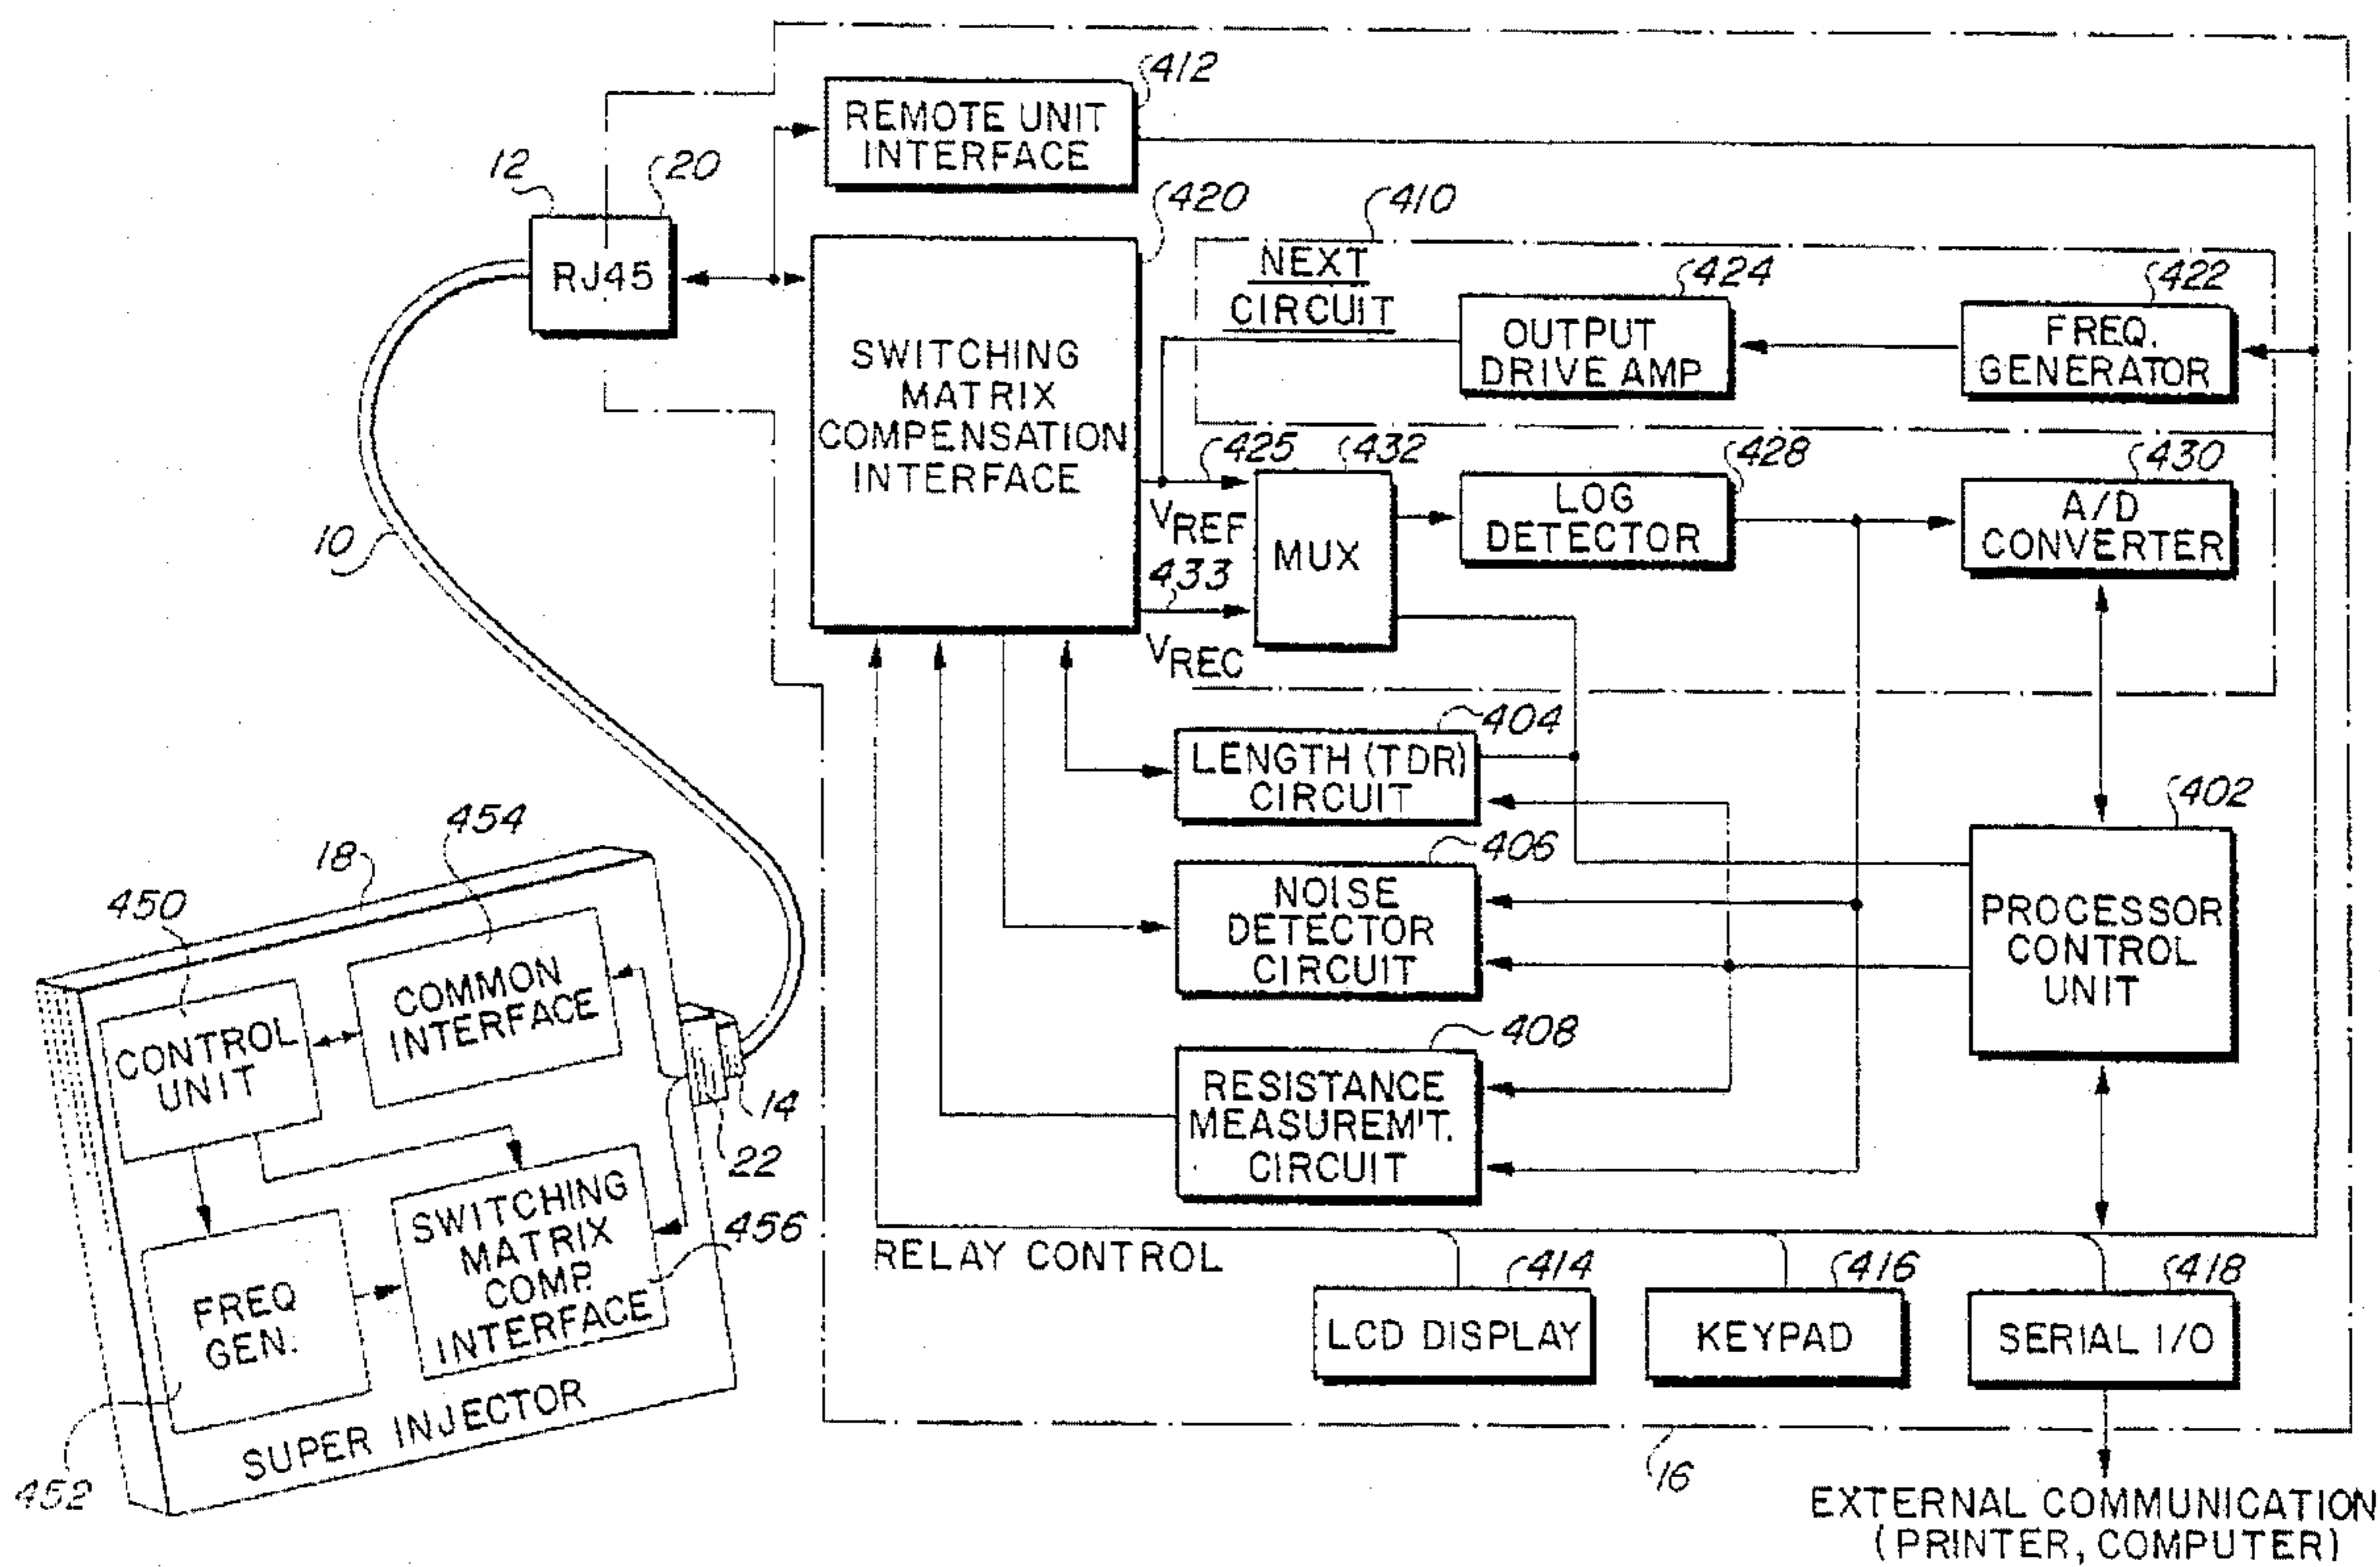 412
REMOTE UNIT
INTERFACE
12
20
RJ45
420
410
NEXT
CIRCUIT
424
OUTPUT
DRIVE AMP
422
FREQ.
GENERATOR
SWITCHING
MATRIX
COMPENSATION
INTERFACE
425
VREF
433
VREC
432
MUX
428
LOG
DETECTOR
430
A/D
CONVERTER
10
404
LENGTH (TDR)
CIRCUIT
406
NOISE
DETECTOR
CIRCUIT
408
RESISTANCE
MEASUREM'T.
CIRCUIT
402
PROCESSOR
CONTROL
UNIT
18
454
450
COMMON
INTERFACE
CONTROL
UNIT
14
22
SWITCHING
MATRIX
COMP.
INTERFACE
456
FREQ
GEN.
452
SUPER INJECTOR
RELAY CONTROL
414
LCD DISPLAY
416
KEYPAD
418
SERIAL I/O
16
EXTERNAL COMMUNICATION
(PRINTER, COMPUTER)